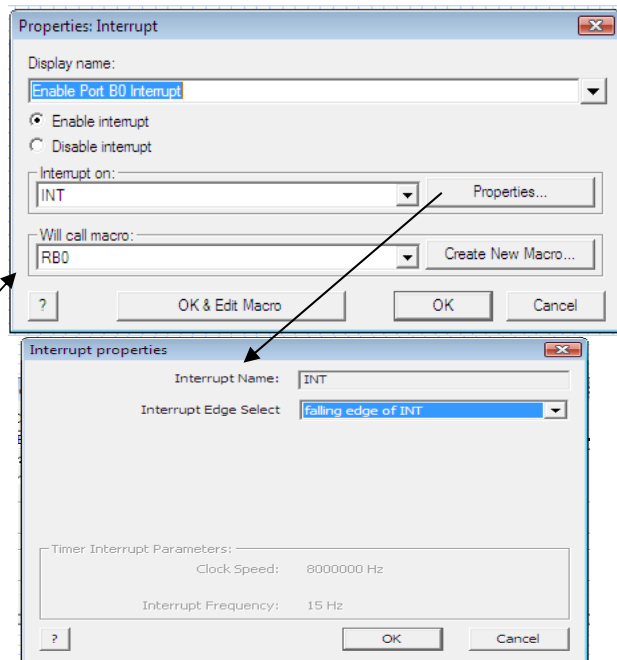 Properties: Interrupt
Display name:
Enable Port B0 Interrupt
Enable interrupt
Disable interrupt
Interrupt on:
INT
Properties...
Will call macro:
RB0
Create New Macro...
?
OK & Edit Macro
OK
Cancel
Interrupt properties
Interrupt Name:
INT
Interrupt Edge Select
falling edge of INT
Timer Interrupt Parameters:
Clock Speed:
8000000 Hz
Interrupt Frequency:
15 Hz
?
OK
Cancel